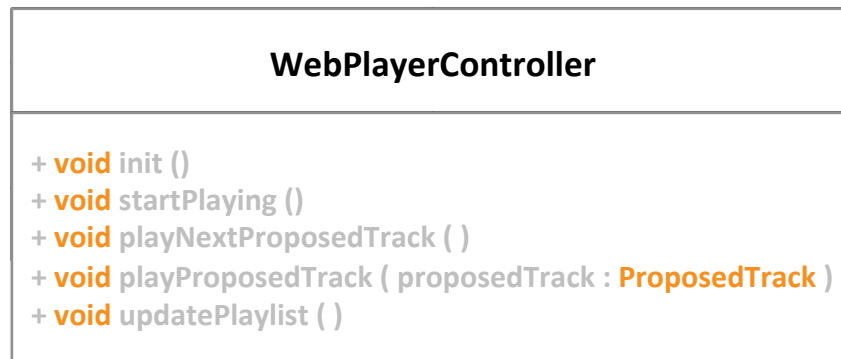 WebPlayerController
+ void init ()
+ void startPlaying ()
+ void playNextProposedTrack ( )
+ void playProposedTrack ( proposedTrack : ProposedTrack )
+ void updatePlaylist ( )